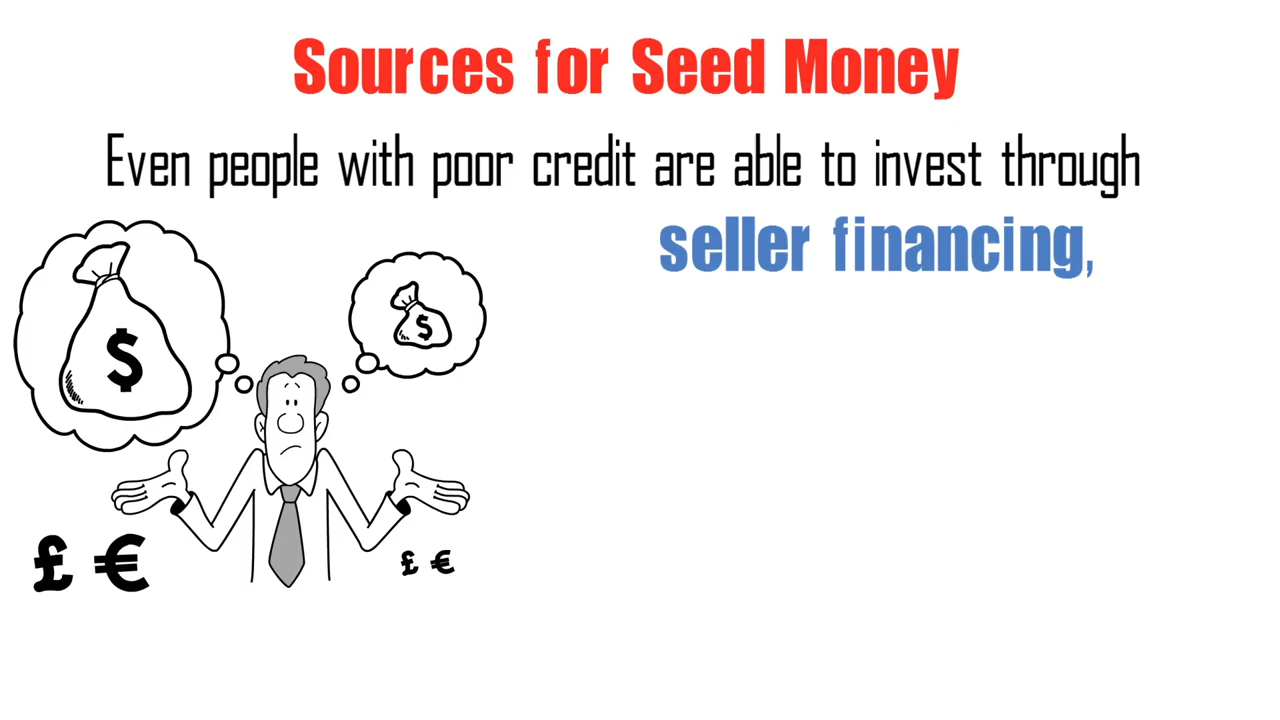 Sources for Seed Money
Even people with poor credit are able to invest through
seller financing,
$
$
£ €
£ €